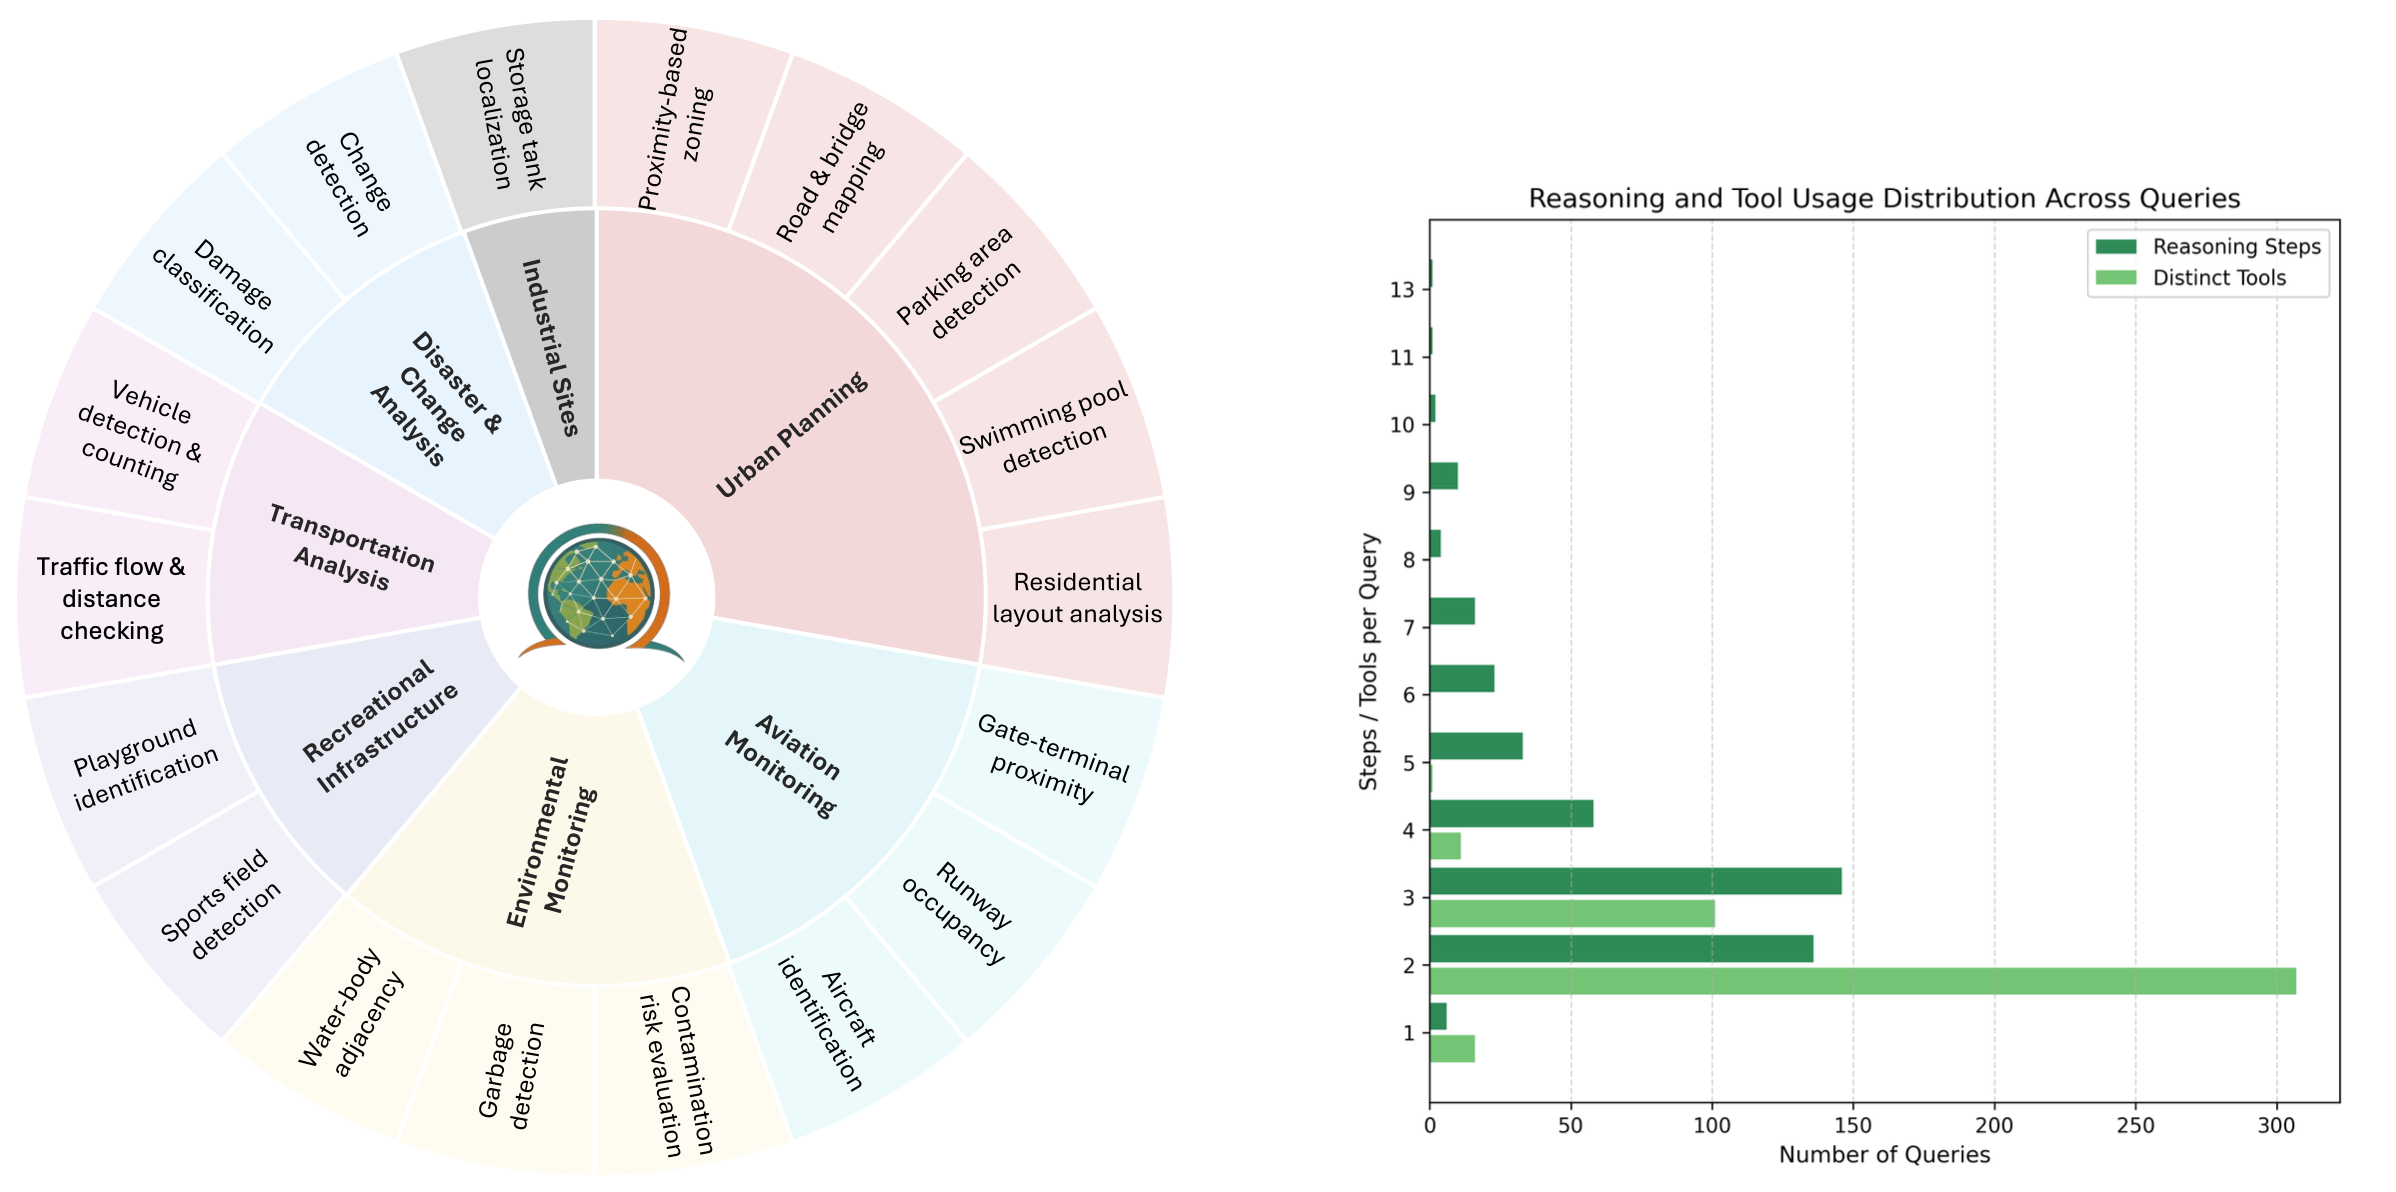 Storage tank
localization
Proximity-based
zoning
Road & bridge
mapping
Parking area
detection
Swimming pool
detection
Residential
layout analysis
Gate-terminal
proximity
Runway
occupancy
Aircraft
identification
Contamination
risk evaluation
Garbage
detection
Water-body
adjacency
Sports field
detection
Playground
identification
Traffic flow &
distance
checking
Vehicle
detection &
counting
Damage
classification
Change
detection
Industrial Sites
Urban Planning
Aviation
Monitoring
Environmental
Monitoring
Recreational
Infrastructure
Transportation
Analysis
Disaster &
Change
Analysis
Reasoning and Tool Usage Distribution Across Queries
Reasoning Steps
Distinct Tools
Steps / Tools per Query
13
11
10
9
8
7
6
5
4
3
2
1
0 50 100 150 200 250 300
Number of Queries